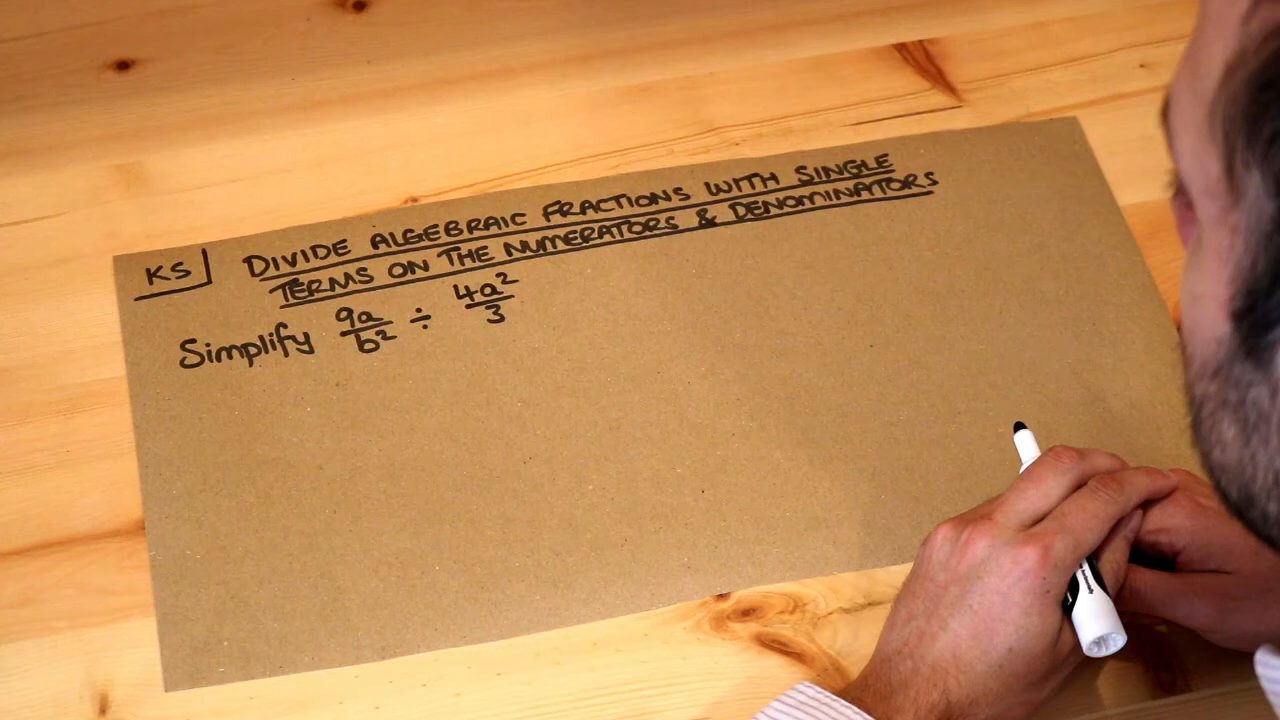 KS DIVIDE ALGEBRAIC FRACTIONS WITH SINGLE
TERMS ON THE NUMERATORS & DENOMINATORS
Simplify 9a/b² ÷ 4a²/3